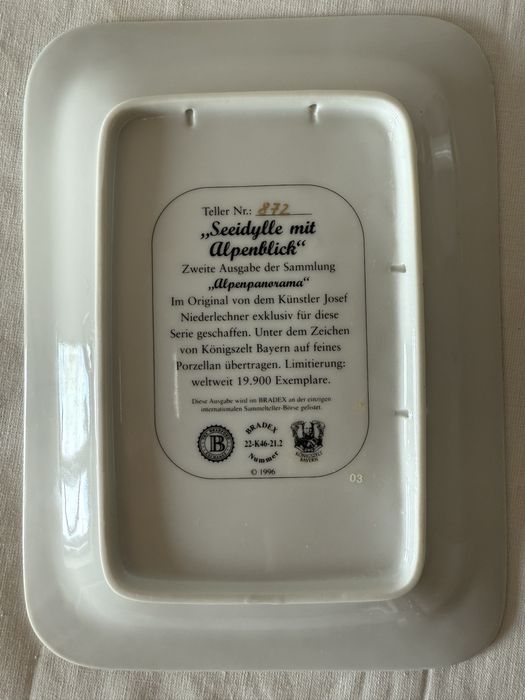 Teller Nr.: 872
„Seeidylle mit
Alpenblick“
Zweite Ausgabe der Sammlung
„Alpenpanorama“
Im Original von dem Künstler Josef
Niederlechner exklusiv für diese
Serie geschaffen. Unter dem Zeichen
von Königszelt Bayern auf feines
Porzellan übertragen. Limitierung:
weltweit 19.900 Exemplare.
Diese Ausgabe wird im BRADEX an der einzigen
internationalen Sammelteller-Börse gelistet.
B
BRADEX
22-K46-21.2
Nummer
KÖNIGSZELT
BAYERN
© 1996
03